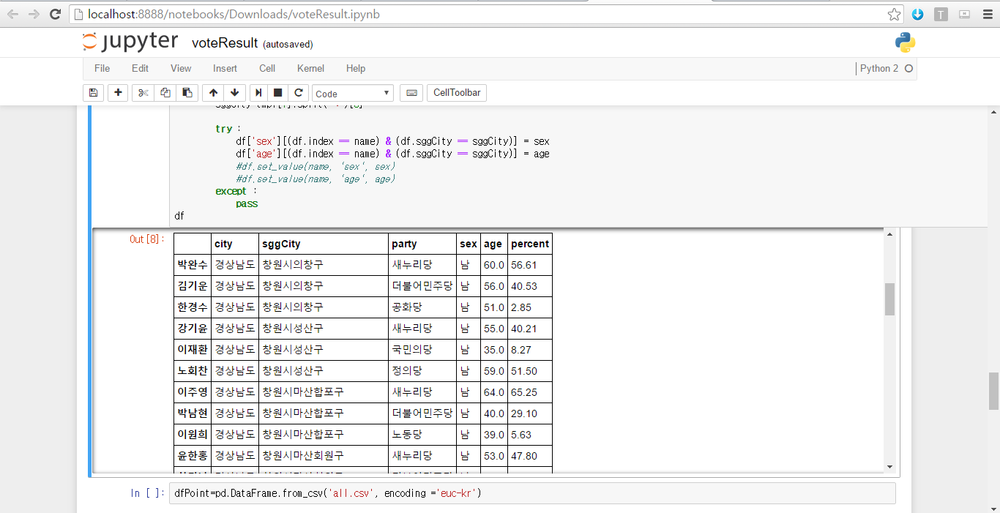 localhost:8888/notebooks/Downloads/voteResult.ipynb
T
jupyter voteResult (autosaved)
File Edit View Insert Cell Kernel Help Python 2
Code CellToolbar
try :
df['sex'][(df.index == name) & (df.sggCity == sggCity)] = sex
df['age'][(df.index == name) & (df.sggCity == sggCity)] = age
#df.set_value(name, 'sex', sex)
#df.set_value(name, 'age', age)
except :
pass
df
Out[8]:
city sggCity party sex age percent
박완수 경상남도 창원시의창구 새누리당 남 60.0 56.61
김기운 경상남도 창원시의창구 더불어민주당 남 56.0 40.53
한경수 경상남도 창원시의창구 공화당 남 51.0 2.85
강기윤 경상남도 창원시성산구 새누리당 남 55.0 40.21
이재환 경상남도 창원시성산구 국민의당 남 35.0 8.27
노회찬 경상남도 창원시성산구 정의당 남 59.0 51.50
이주영 경상남도 창원시마산합포구 새누리당 남 64.0 65.25
박남현 경상남도 창원시마산합포구 더불어민주당 남 40.0 29.10
이원희 경상남도 창원시마산합포구 노동당 남 39.0 5.63
윤한홍 경상남도 창원시마산회원구 새누리당 남 53.0 47.80
In [ ]: dfPoint=pd.DataFrame.from_csv('all.csv', encoding ='euc-kr')